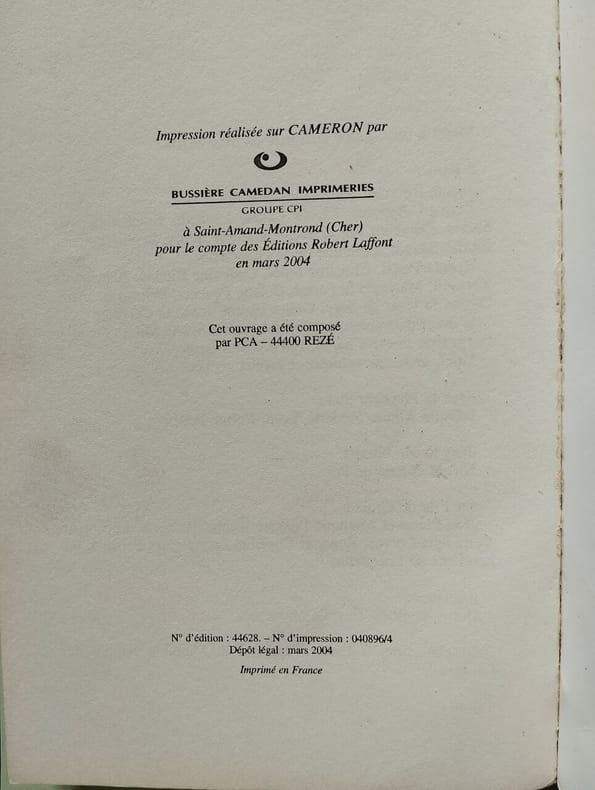 Impression réalisée sur CAMERON par
BUSSIÈRE CAMEDAN IMPRIMERIES
GROUPE CPI
à Saint-Amand-Montrond (Cher)
pour le compte des Éditions Robert Laffont
en mars 2004
Cet ouvrage a été composé
par PCA – 44400 REZÉ
N° d'édition : 44628. – N° d'impression : 040896/4
Dépôt légal : mars 2004
Imprimé en France